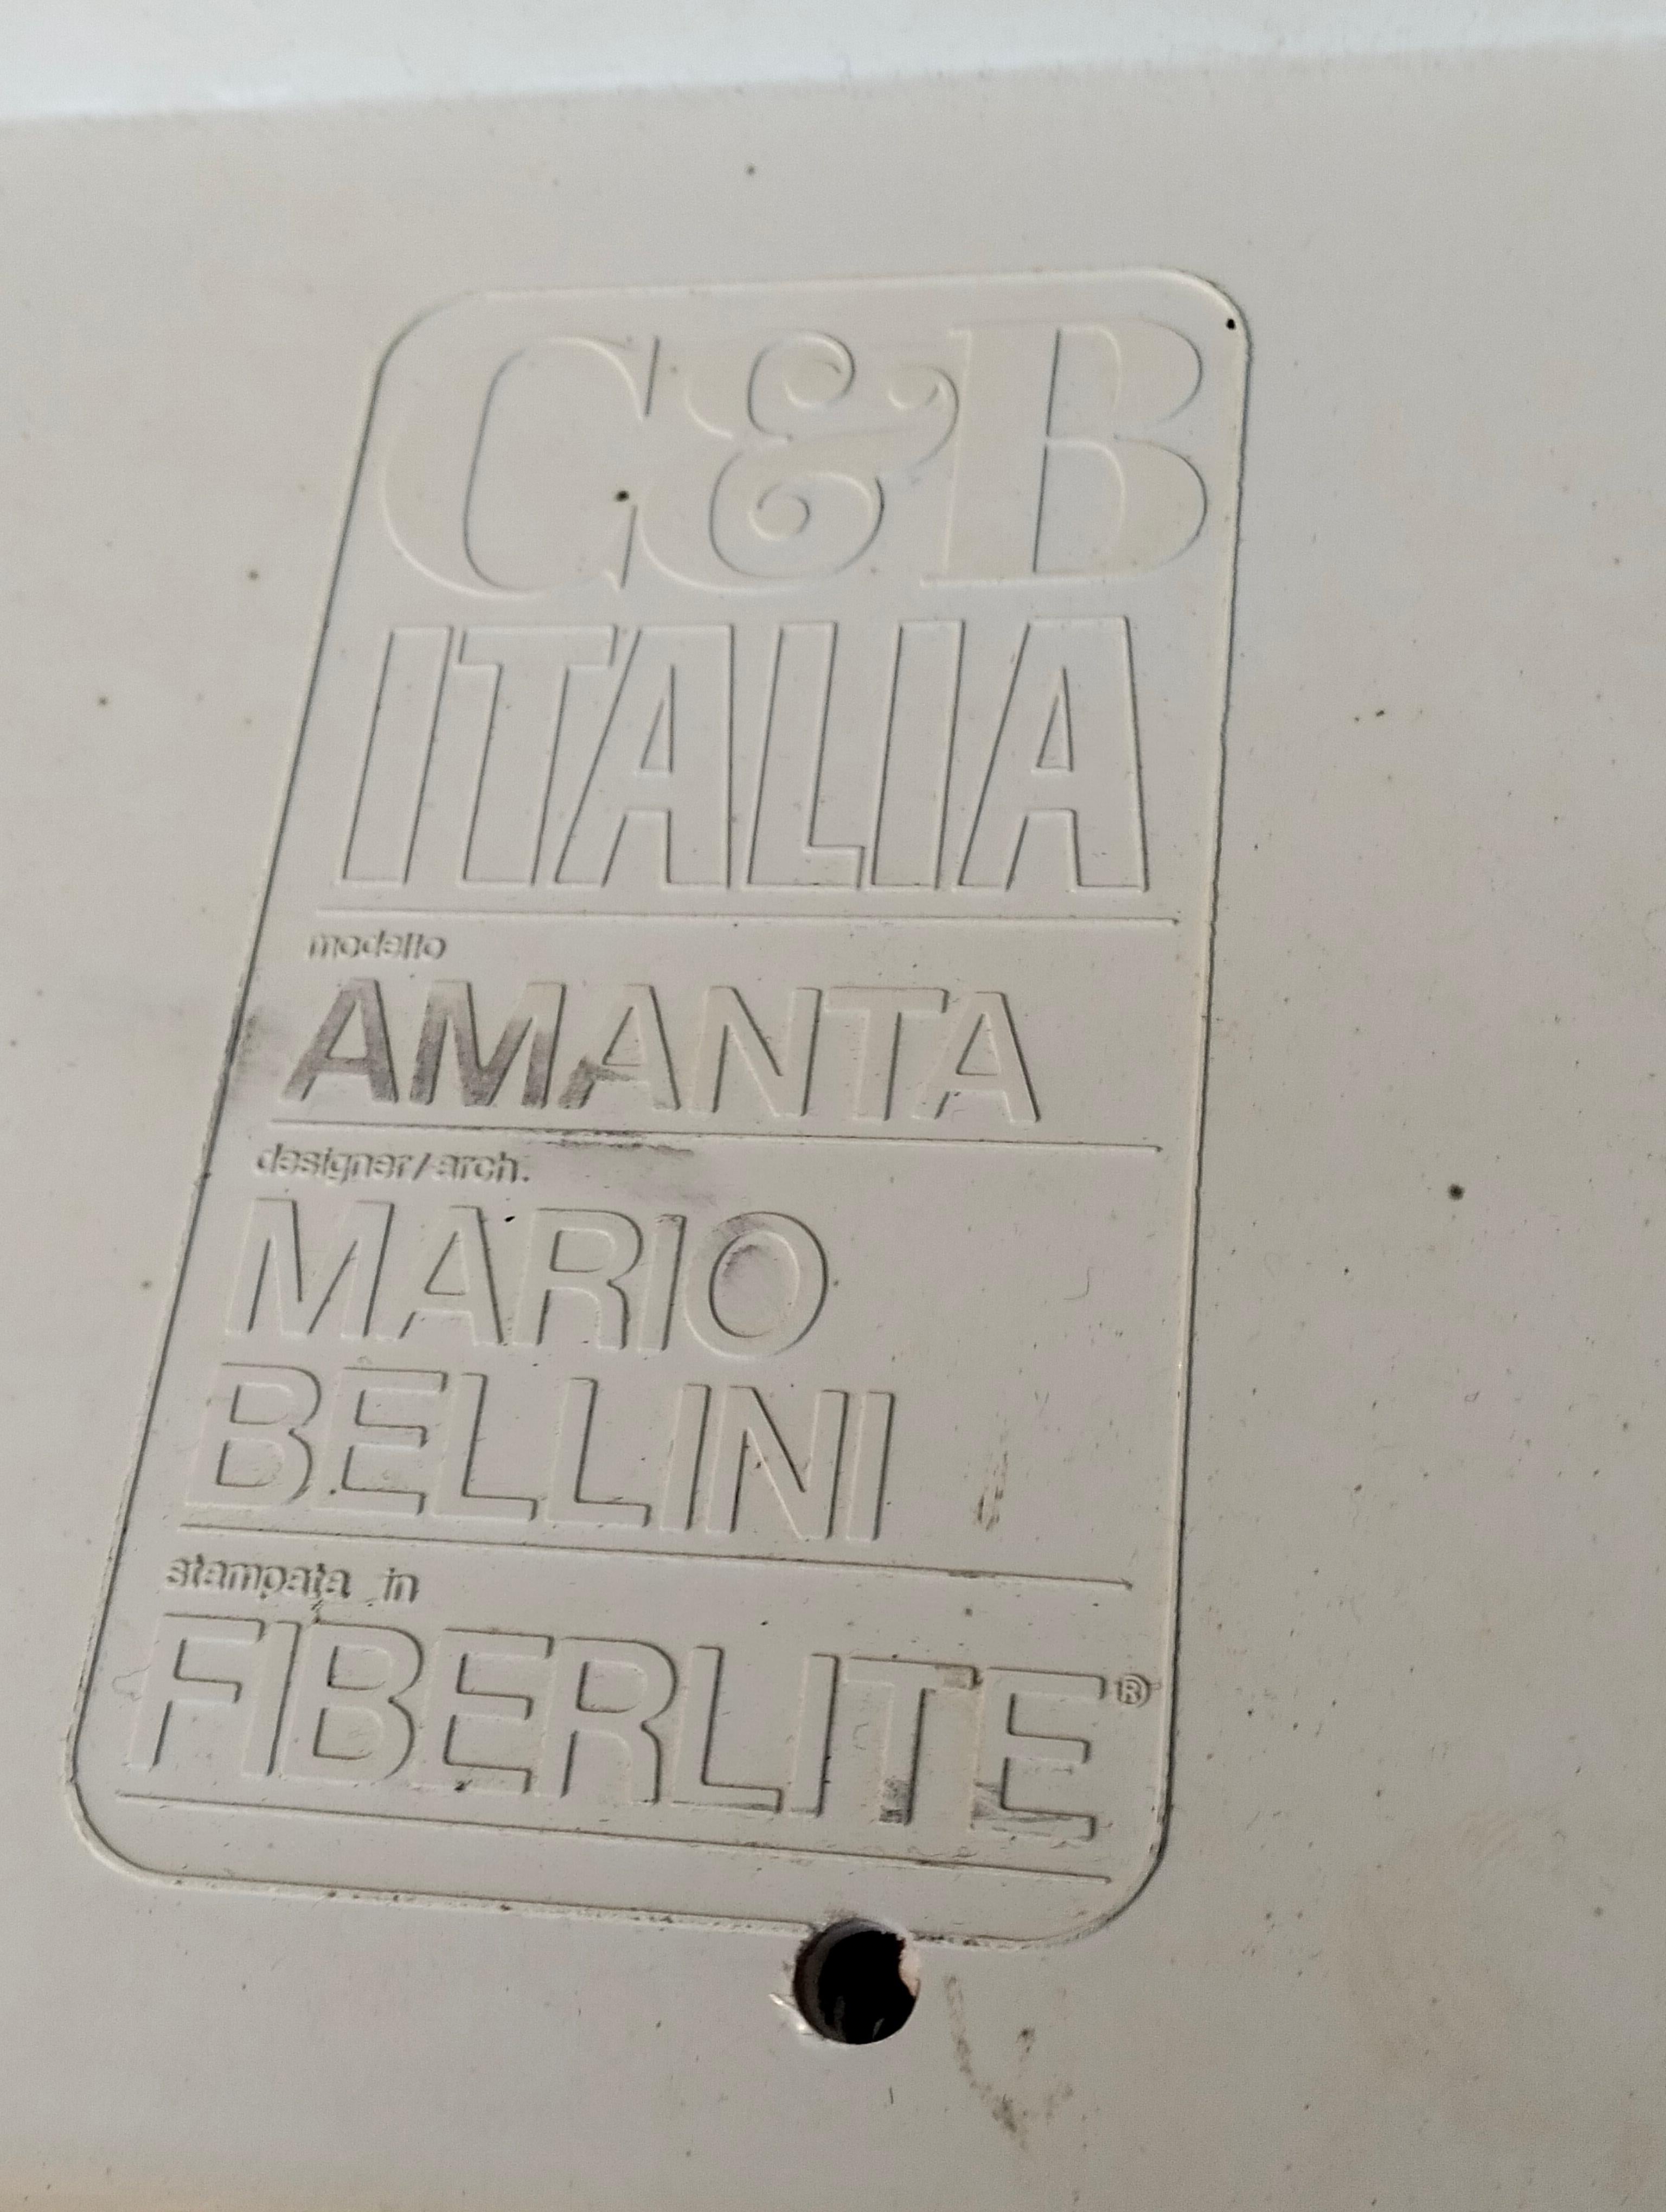 C&B
ITALIA
modello
AMANTA
designer/arch.
MARIO
BELLINI
stampata in
FIBERLITE®